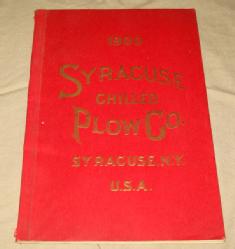 1900
SYRACUSE
CHILLED
PLOW CO.
SYRACUSE, N.Y.
U.S.A.